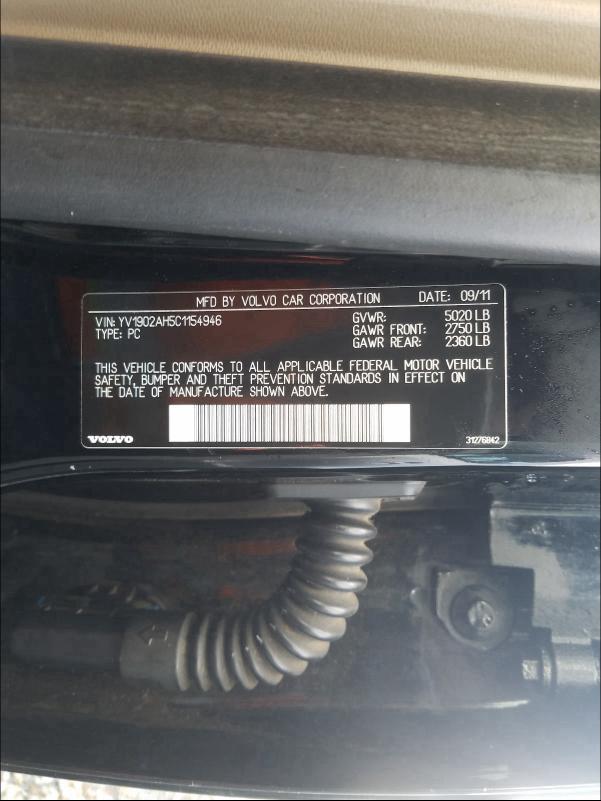 MFD BY VOLVO CAR CORPORATION DATE: 09/11
VIN: YV1902AH5C1154946 GVWR: 5020 LB
TYPE: PC GAWR FRONT: 2750 LB
GAWR REAR: 2360 LB
THIS VEHICLE CONFORMS TO ALL APPLICABLE FEDERAL MOTOR VEHICLE
SAFETY, BUMPER AND THEFT PREVENTION STANDARDS IN EFFECT ON
THE DATE OF MANUFACTURE SHOWN ABOVE.
VOLVO 31276842